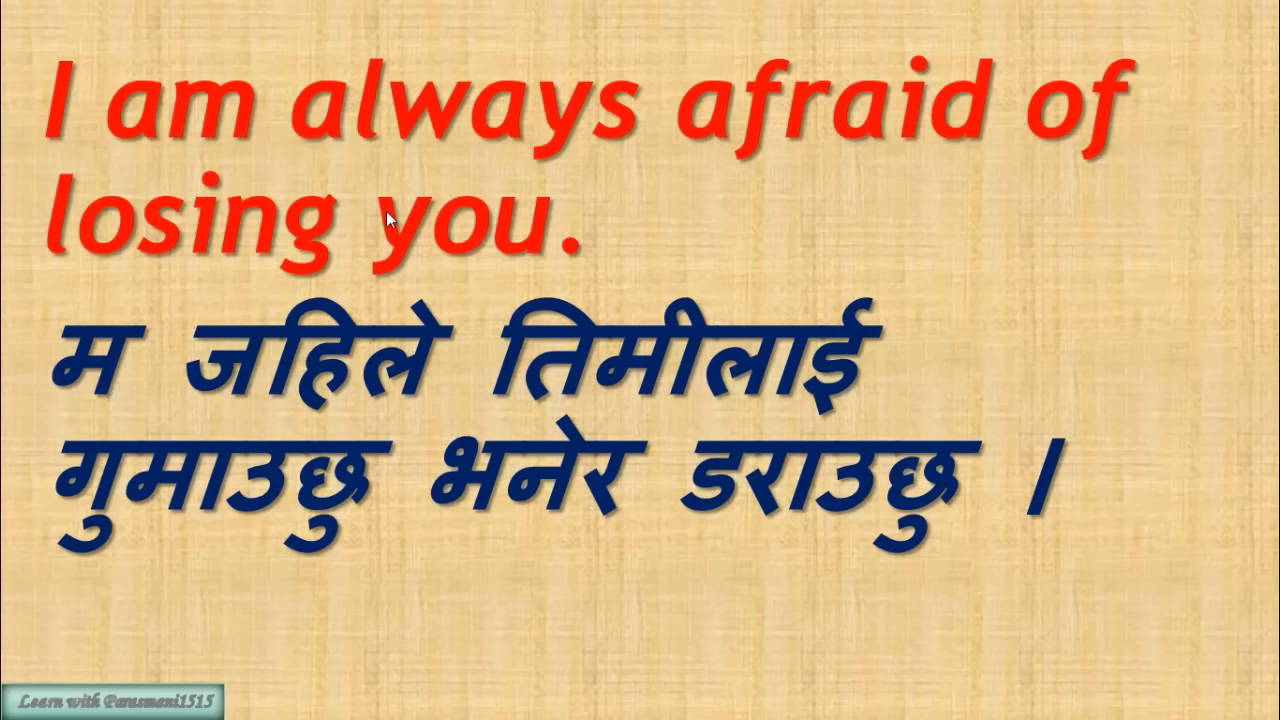 I am always afraid of
losing you.
म जहिले तिमीलाई
गुमाउछु भनेर डराउछु ।
Learn with Parasmani1515